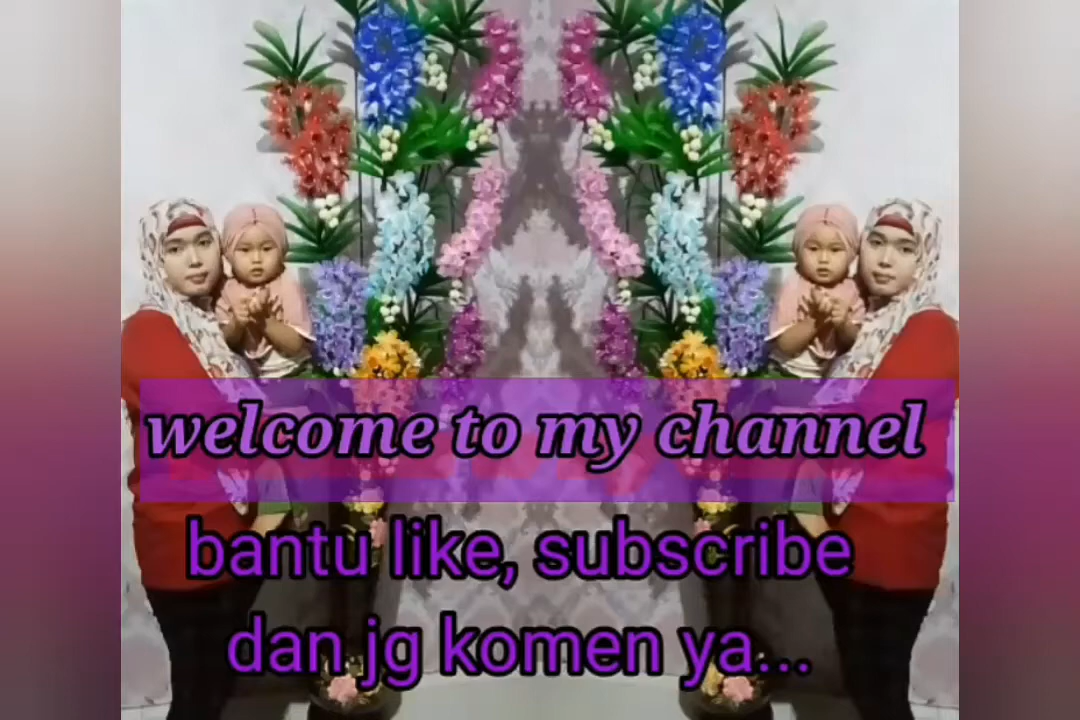 welcome to my channel
bantu like, subscribe
dan jg komen ya...